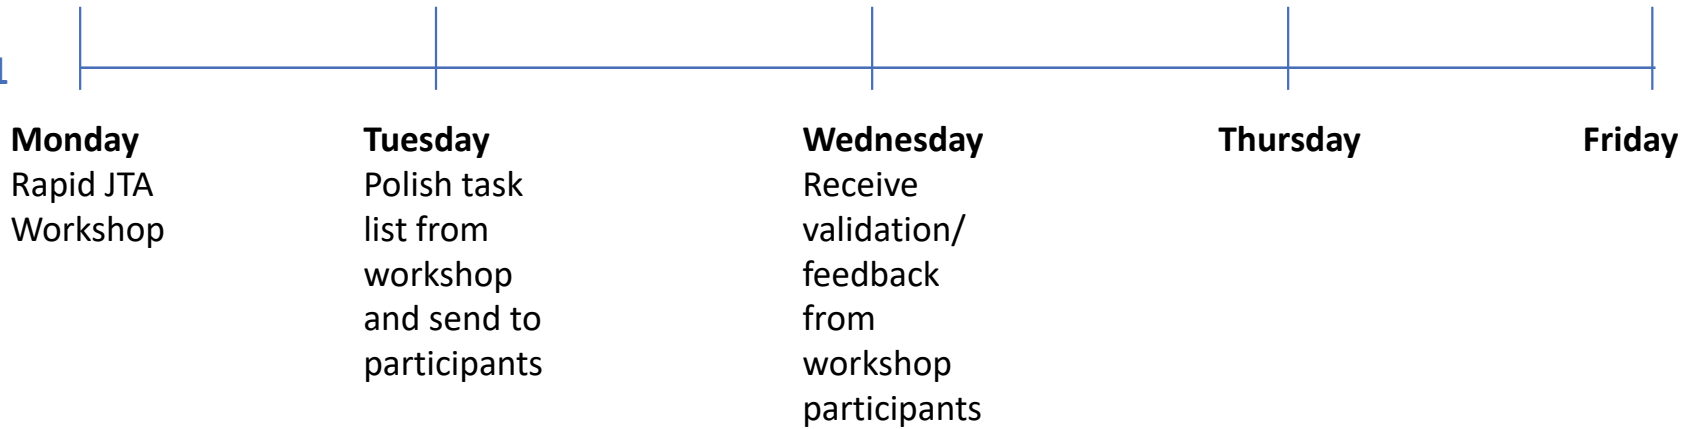 1
Monday
Rapid JTA
Workshop
Tuesday
Polish task
list from
workshop
and send to
participants
Wednesday
Receive
validation/
feedback
from
workshop
participants
Thursday
Friday